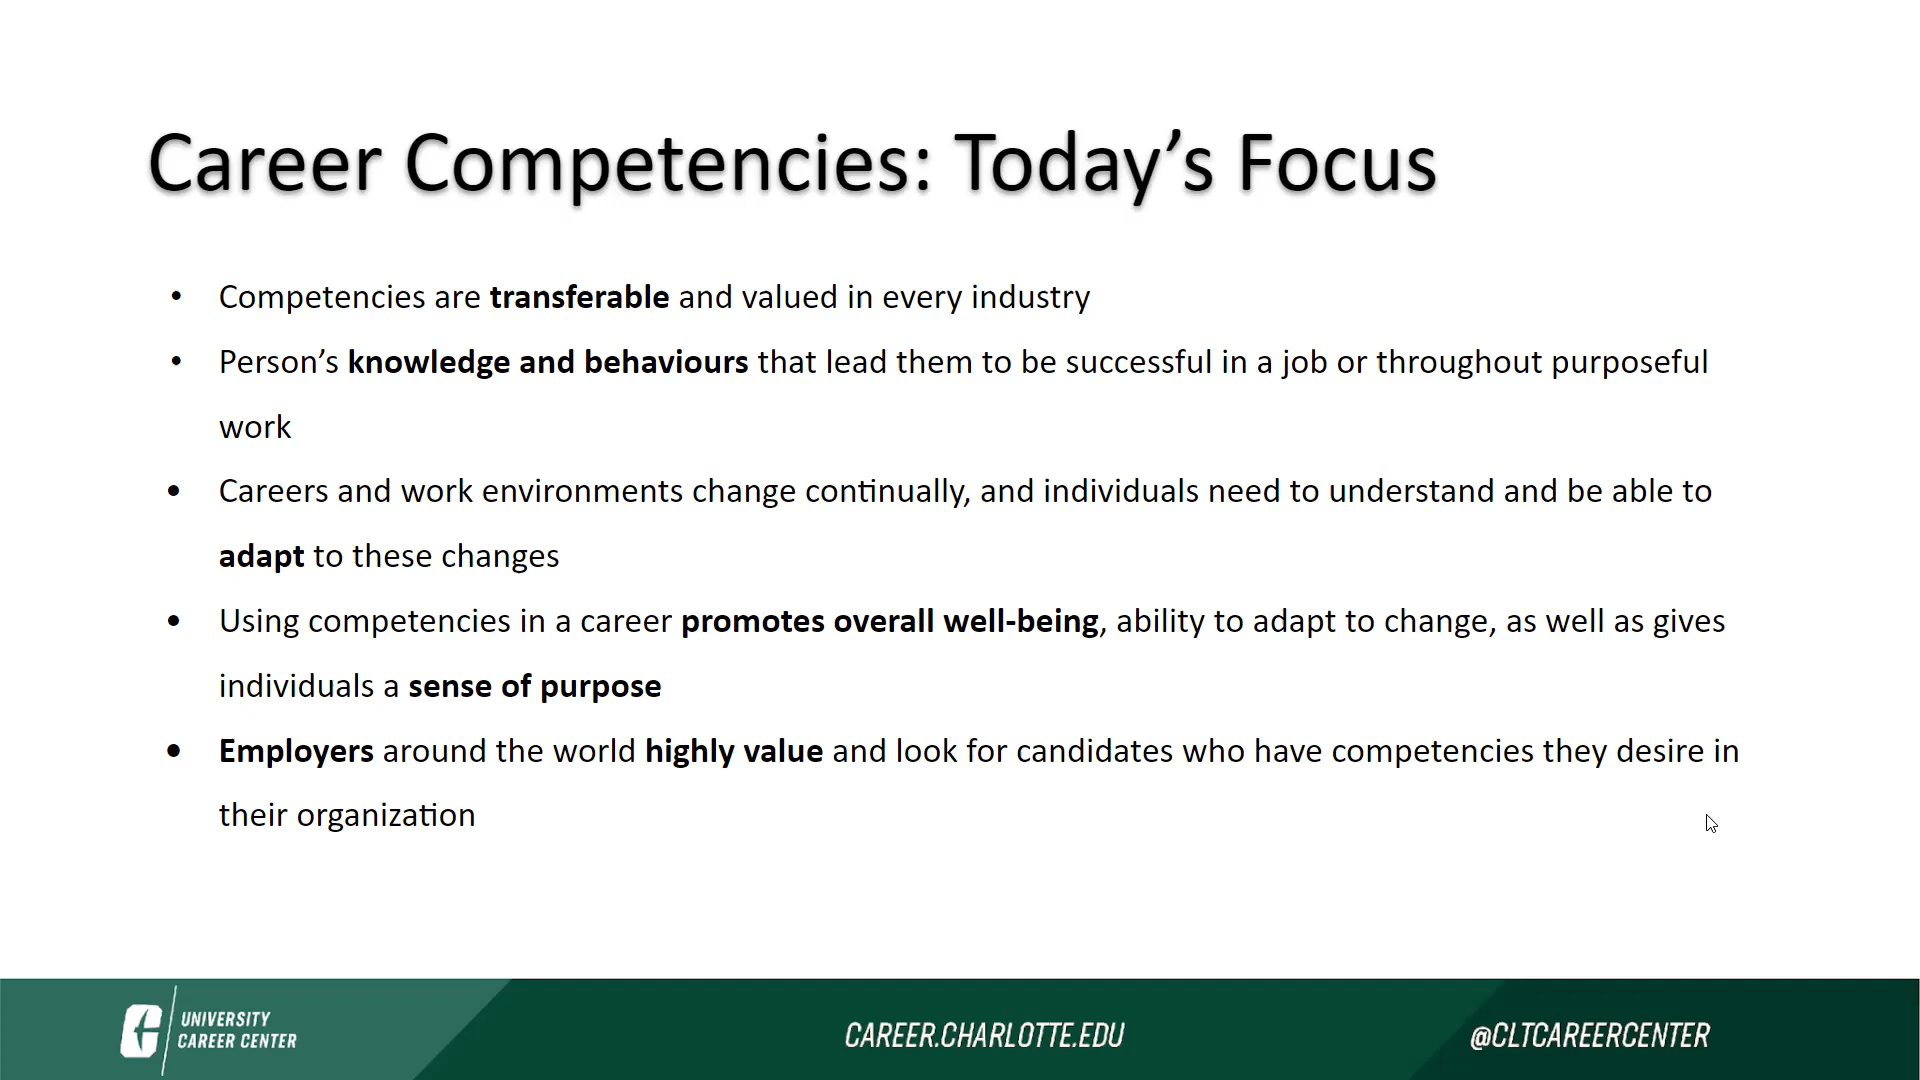 Career Competencies: Today’s Focus
• Competencies are transferable and valued in every industry
• Person’s knowledge and behaviours that lead them to be successful in a job or throughout purposeful
work
• Careers and work environments change continually, and individuals need to understand and be able to
adapt to these changes
• Using competencies in a career promotes overall well-being, ability to adapt to change, as well as gives
individuals a sense of purpose
• Employers around the world highly value and look for candidates who have competencies they desire in
their organization
UNIVERSITY
CAREER CENTER
CAREER.CHARLOTTE.EDU
@CLTCAREERCENTER